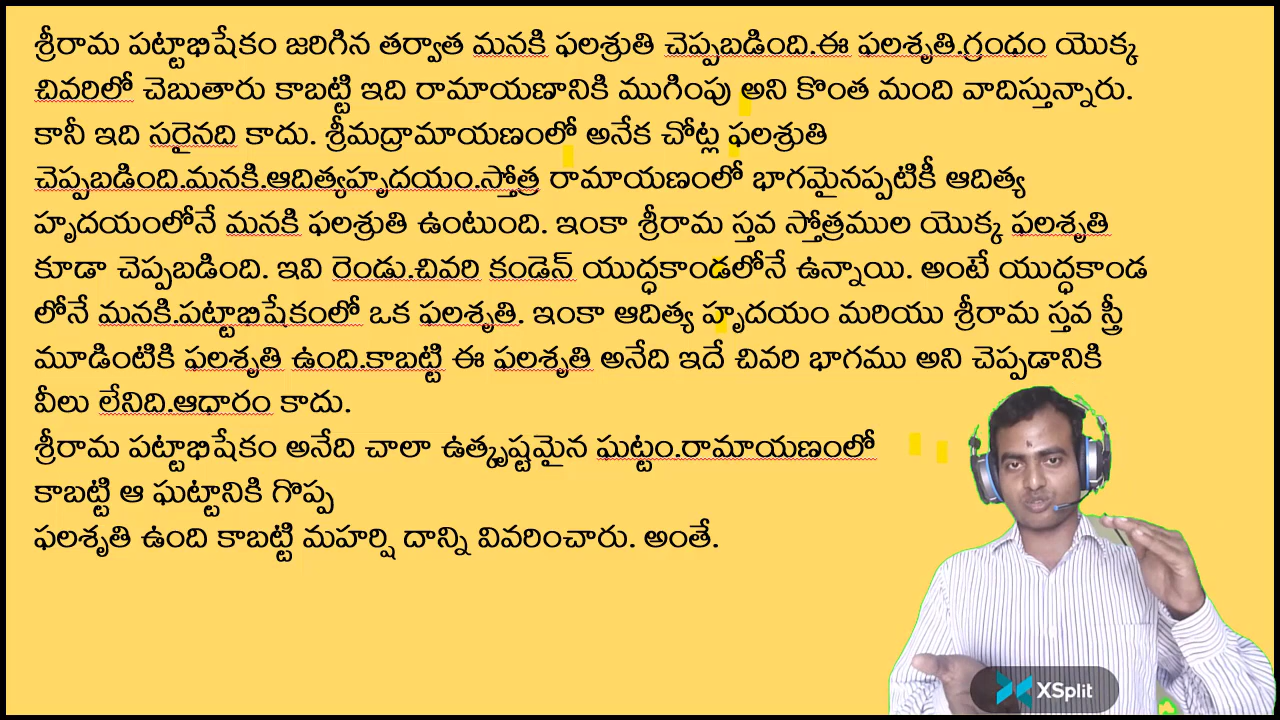 శ్రీరామ పట్టాభిషేకం జరిగిన తర్వాత మనకి ఫలశ్రుతి చెప్పబడింది.ఈ ఫలశృతి.గ్రంధం యొక్క
చివరిలో చెబుతారు కాబట్టి ఇది రామాయణానికి ముగింపు అని కొంత మంది వాదిస్తున్నారు.
కానీ ఇది సరైనది కాదు. శ్రీమద్రామాయణంలో అనేక చోట్ల ఫలశ్రుతి
చెప్పబడింది.మనకి.ఆదిత్యహృదయం.స్తోత్ర రామాయణంలో భాగమైనప్పటికీ ఆదిత్య
హృదయంలోనే మనకి ఫలశ్రుతి ఉంటుంది. ఇంకా శ్రీరామ స్తవ స్తోత్రముల యొక్క ఫలశృతి
కూడా చెప్పబడింది. ఇవి రెండు.చివరి కండెన్ యుద్ధకాండలోనే ఉన్నాయి. అంటే యుద్ధకాండ
లోనే మనకి.పట్టాభిషేకంలో ఒక ఫలశృతి. ఇంకా ఆదిత్య హృదయం మరియు శ్రీరామ స్తవ స్త్రీ
మూడింటికి ఫలశృతి ఉంది.కాబట్టి ఈ ఫలశృతి అనేది ఇదే చివరి భాగము అని చెప్పడానికి
వీలు లేనిది.ఆధారం కాదు.
శ్రీరామ పట్టాభిషేకం అనేది చాలా ఉత్కృష్టమైన ఘట్టం.రామాయణంలో
కాబట్టి ఆ ఘట్టానికి గొప్ప
ఫలశృతి ఉంది కాబట్టి మహర్షి దాన్ని వివరించారు. అంతే.
XSplit